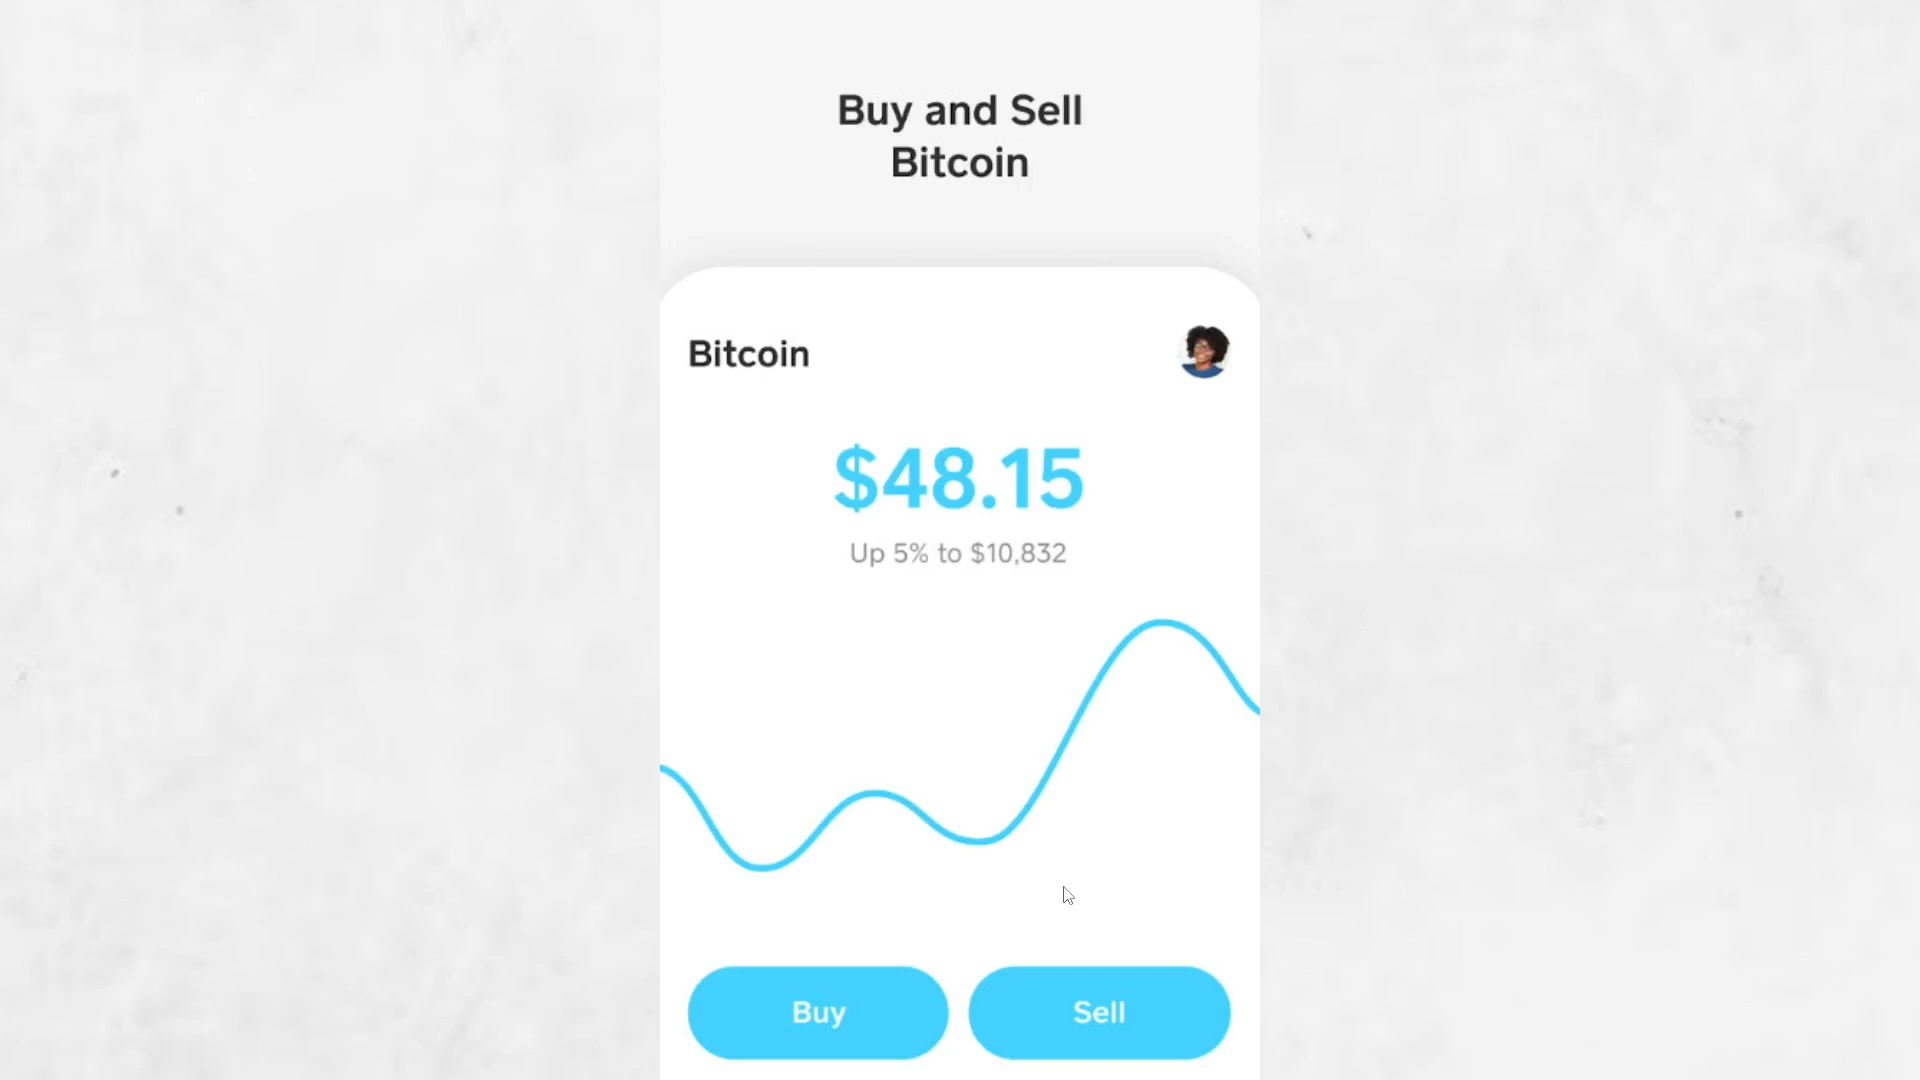 Buy and Sell
Bitcoin
Bitcoin
$48.15
Up 5% to $10,832
Buy
Sell